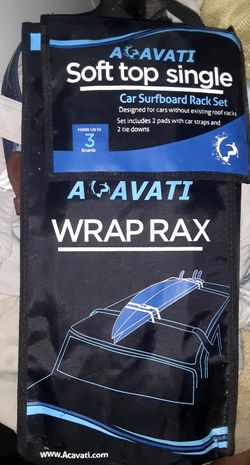 ACAVATI
Soft top single
Car Surfboard Rack Set
Designed for cars without existing roof racks
Set includes 2 pads with car straps and
2 tie downs
Holds Up to
3
Boards
ACAVATI
WRAP RAX
www.Acavati.com